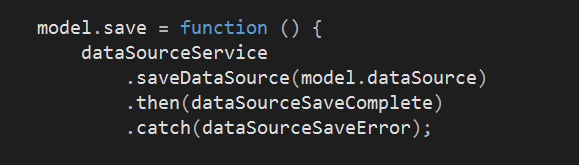 model.save = function () {
dataSourceService
.saveDataSource(model.dataSource)
.then(dataSourceSaveComplete)
.catch(dataSourceSaveError);